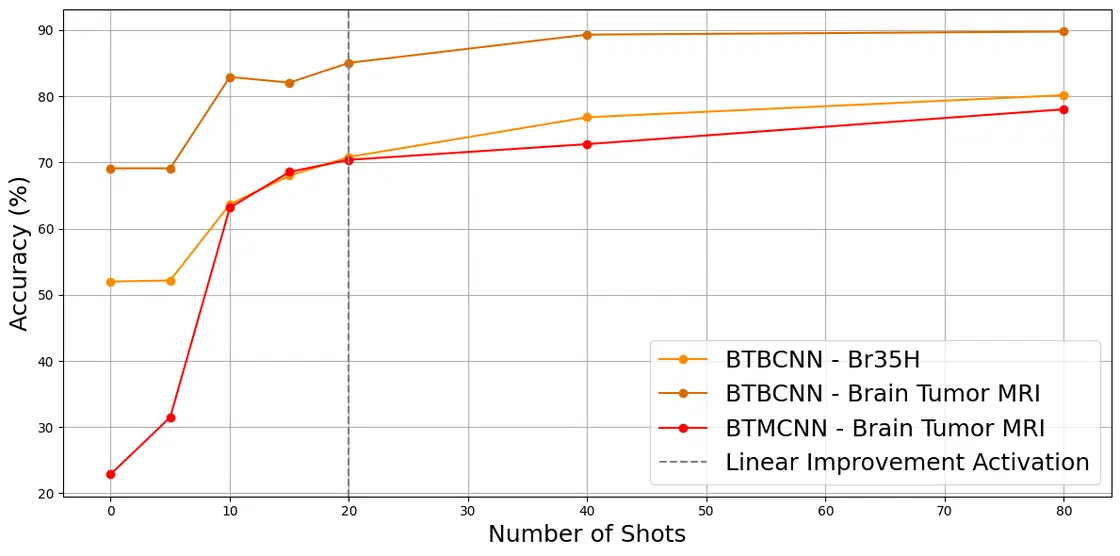 90
80
70
60
50
40
30
20
Accuracy (%)
0 10 20 30 40 50 60 70 80
Number of Shots
BTBCNN - Br35H
BTBCNN - Brain Tumor MRI
BTMCNN - Brain Tumor MRI
Linear Improvement Activation